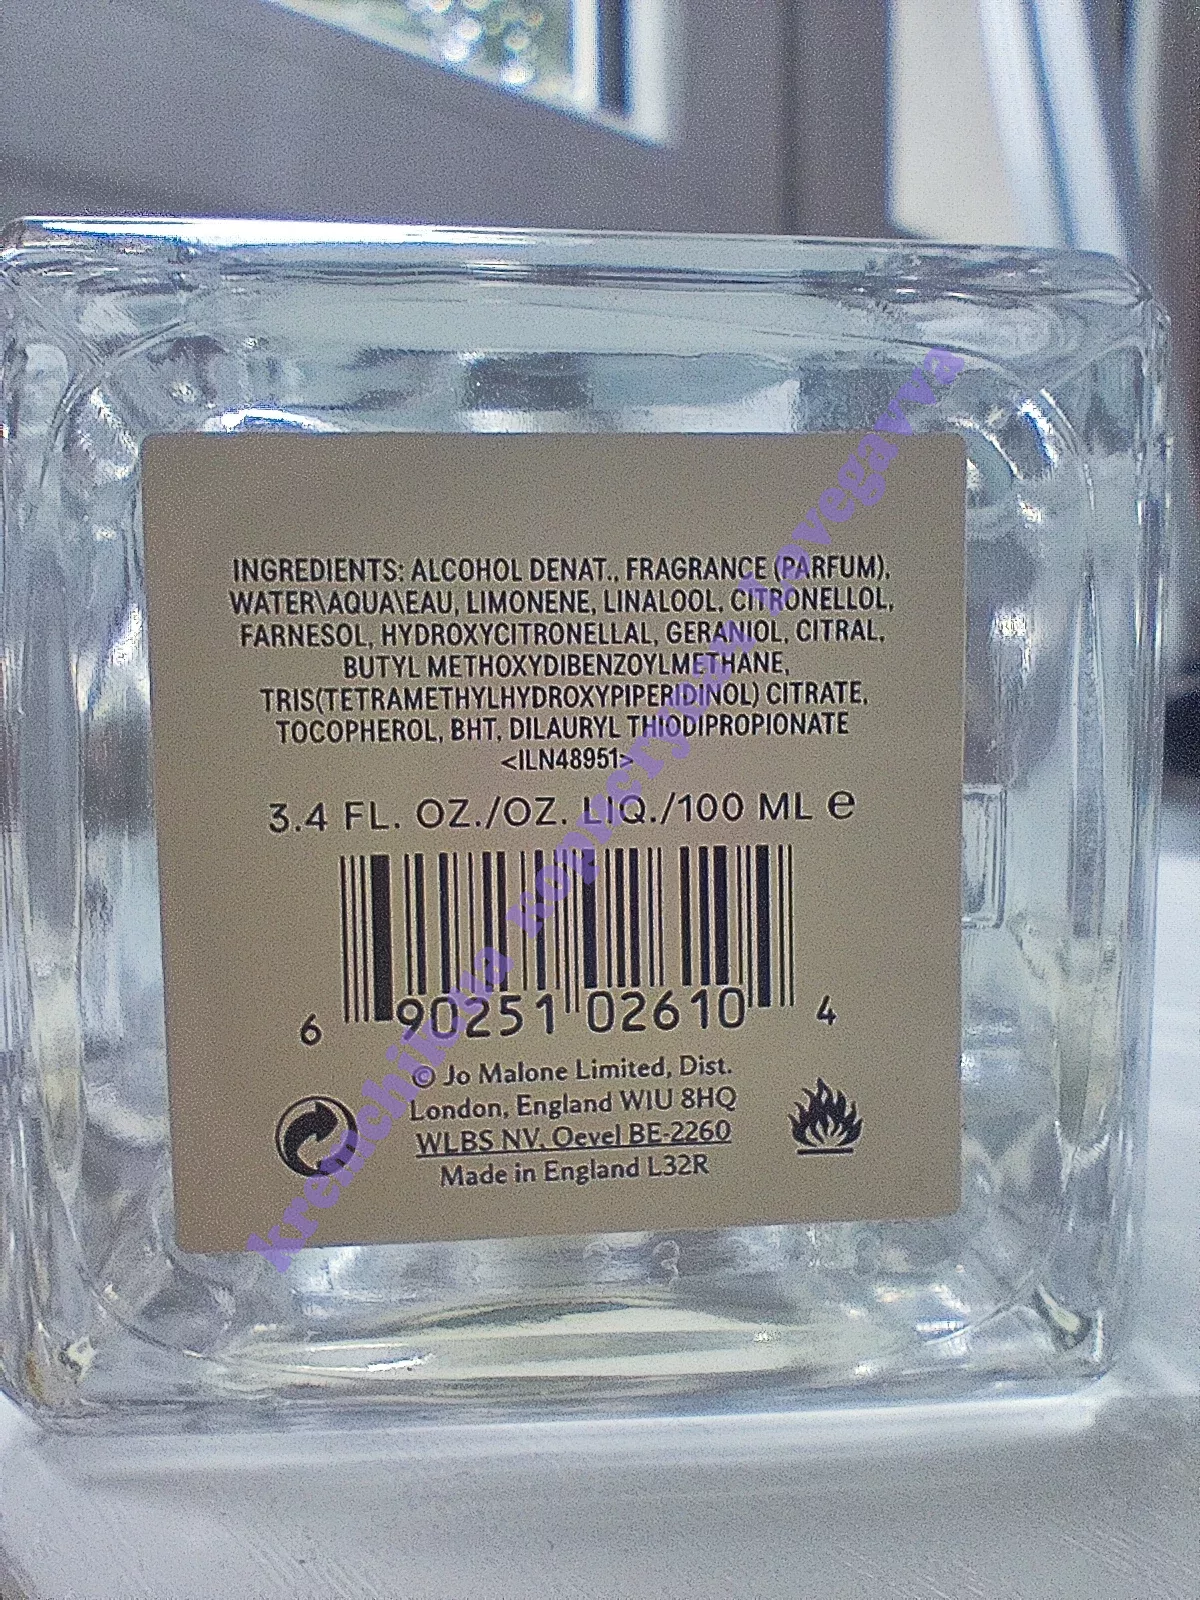 INGREDIENTS: ALCOHOL DENAT., FRAGRANCE (PARFUM),
WATER\AQUA\EAU, LIMONENE, LINALOOL, CITRONELLOL,
FARNESOL, HYDROXYCITRONELLAL, GERANIOL, CITRAL,
BUTYL METHOXYDIBENZOYLMETHANE,
TRIS(TETRAMETHYLHYDROXYPIPERIDINOL) CITRATE,
TOCOPHEROL, BHT, DILAURYL THIODIPROPIONATE
<ILN48951>
3.4 FL. OZ./OZ. LIQ./100 ML ℮
6 90251 02610 4
© Jo Malone Limited, Dist.
London, England W1U 8HQ
WLBS NV. Oevel BE-2260
Made in England L32R